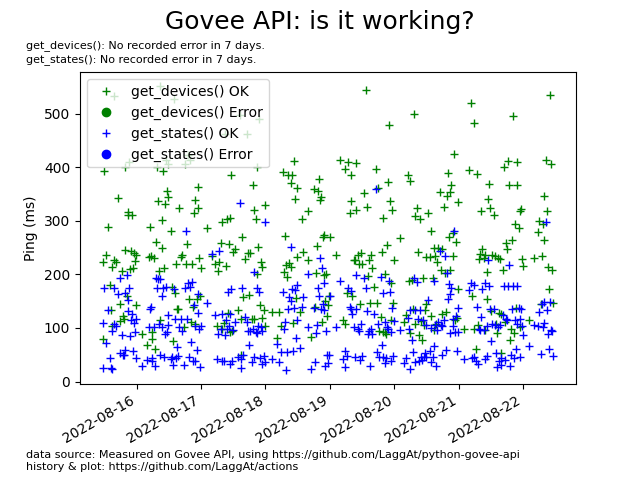 Govee API: is it working?
get_devices(): No recorded error in 7 days.
get_states(): No recorded error in 7 days.
get_devices() OK
get_devices() Error
get_states() OK
get_states() Error
Ping (ms)
500
400
300
200
100
0
2022-08-16
2022-08-17
2022-08-18
2022-08-19
2022-08-20
2022-08-21
2022-08-22
data source: Measured on Govee API, using https://github.com/LaggAt/python-govee-api
history & plot: https://github.com/LaggAt/actions